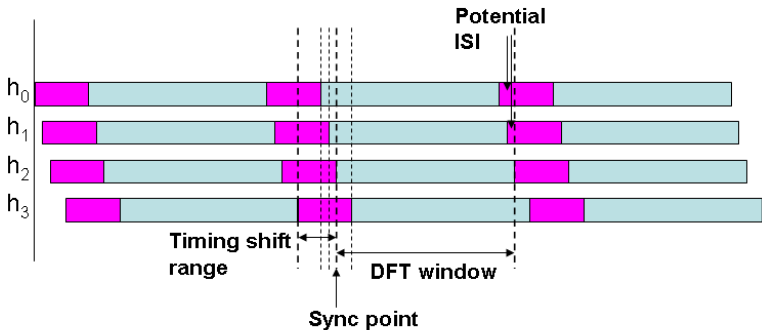 Potential
ISI
h0
h1
h2
h3
Timing shift
range
DFT window
Sync point